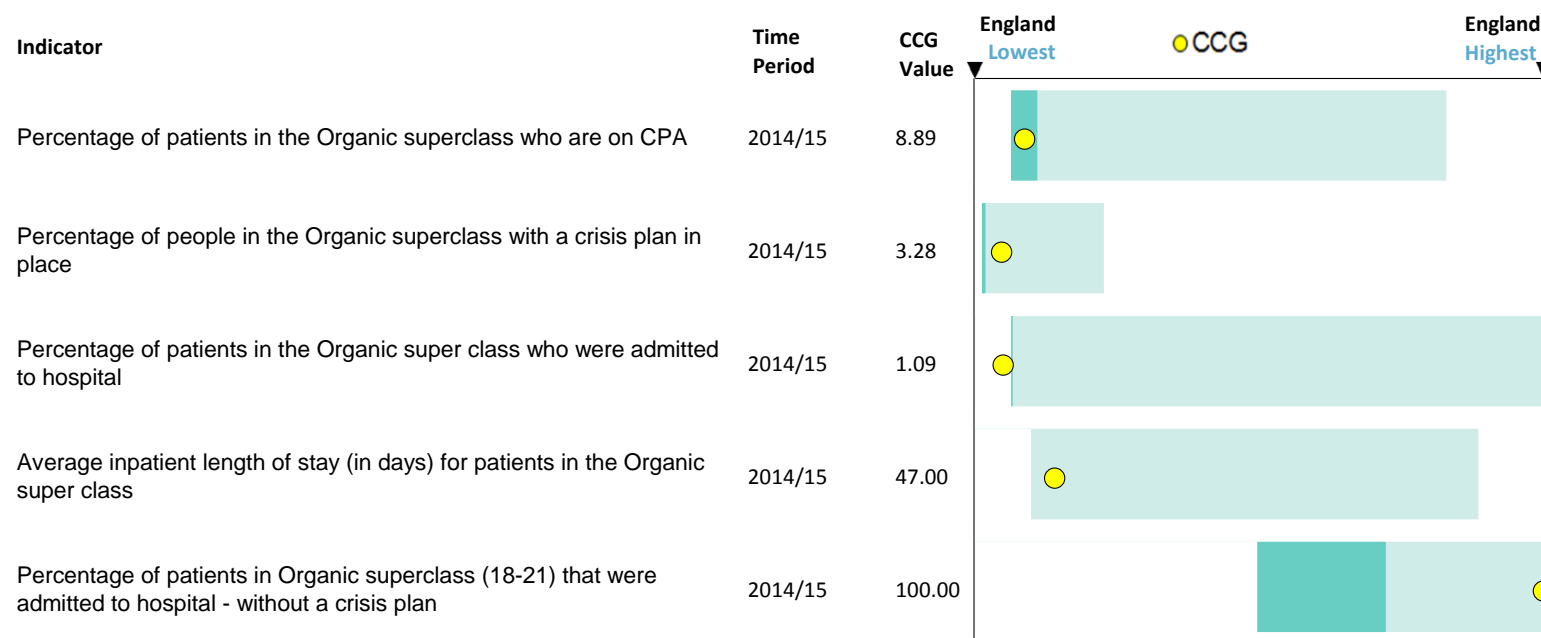 Indicator
Time
Period
CCG
Value
England
Lowest
CCG
England
Highest
Percentage of patients in the Organic superclass who are on CPA 2014/15 8.89
Percentage of people in the Organic superclass with a crisis plan in
place
2014/15 3.28
Percentage of patients in the Organic super class who were admitted
to hospital
2014/15 1.09
Average inpatient length of stay (in days) for patients in the Organic
super class
2014/15 47.00
Percentage of patients in Organic superclass (18-21) that were
admitted to hospital - without a crisis plan
2014/15 100.00